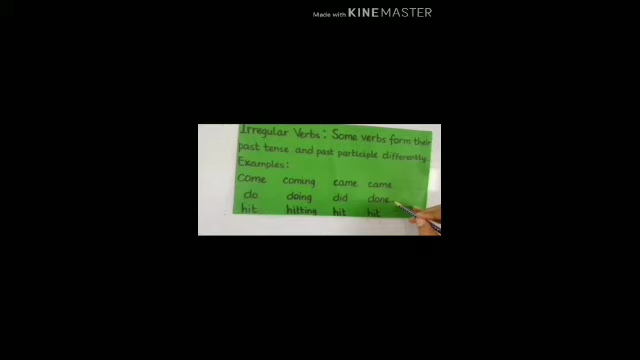 Made with KINEMASTER
Irregular Verbs: Some verbs form their
past tense and past participle differently.
Examples:
come coming came came
do doing did done
hit hitting hit hit